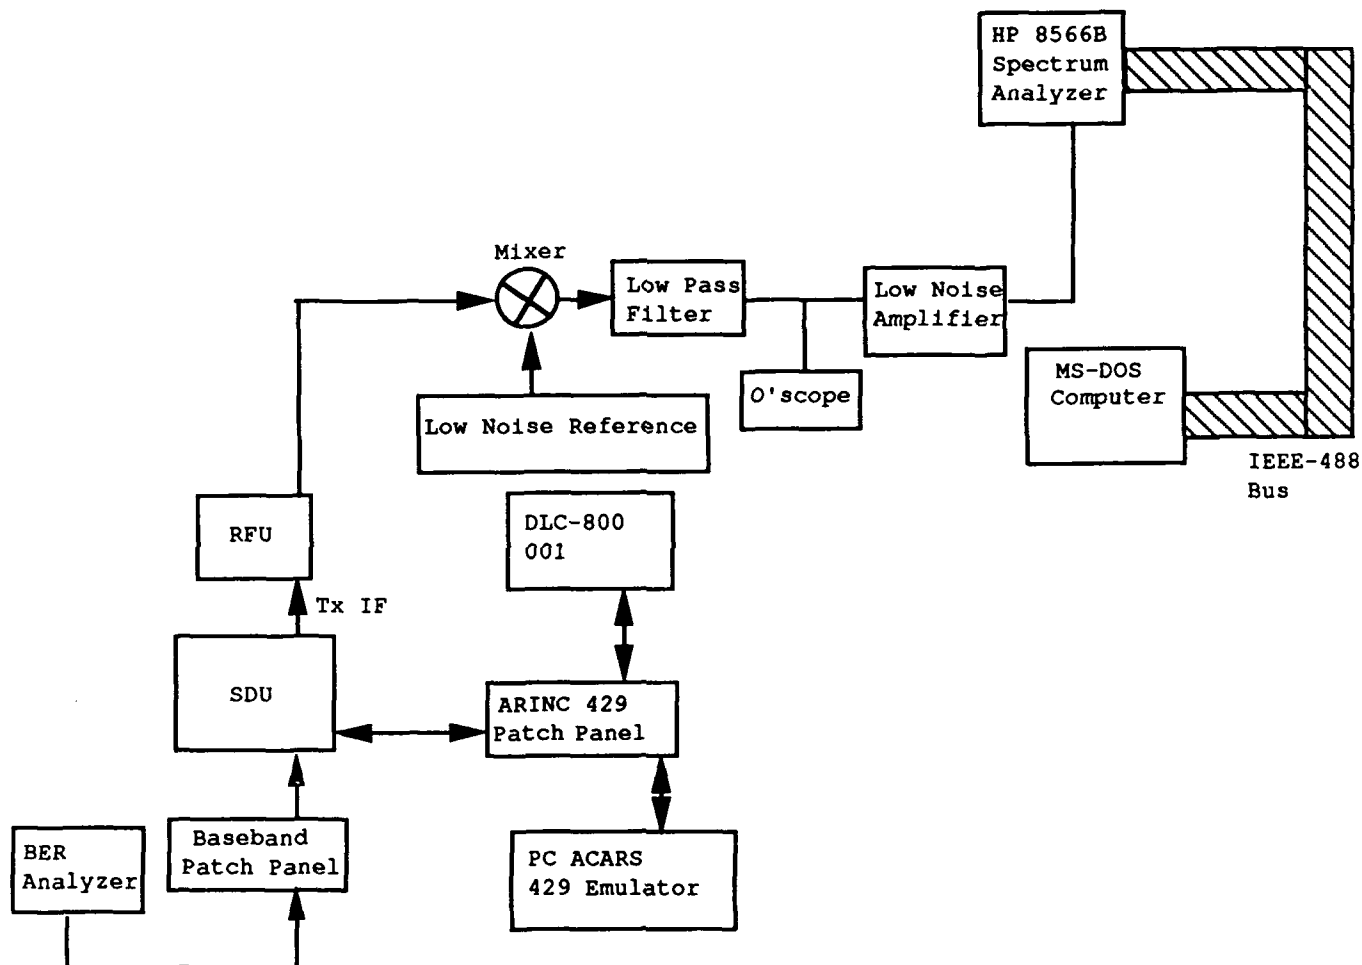 HP 8566B
Spectrum
Analyzer
Mixer
Low Pass
Filter
Low Noise
Amplifier
O'scope
MS-DOS
Computer
Low Noise Reference
IEEE-488
Bus
RFU
DLC-800
001
Tx IF
SDU
ARINC 429
Patch Panel
Baseband
Patch Panel
BER
Analyzer
PC ACARS
429 Emulator